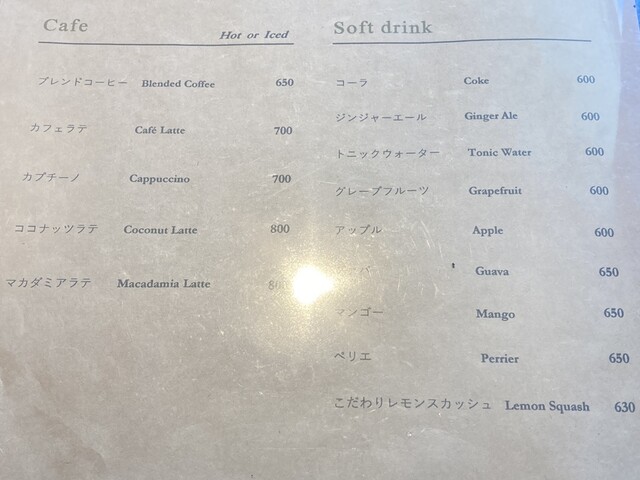 Cafe
Hot or Iced
ブレンドコーヒー Blended Coffee 650
カフェラテ Café Latte 700
カプチーノ Cappuccino 700
ココナッツラテ Coconut Latte 800
マカダミアラテ Macadamia Latte
Soft drink
コーラ Coke 600
ジンジャーエール Ginger Ale 600
トニックウォーター Tonic Water 600
グレープフルーツ Grapefruit 600
アップル Apple 600
Guava 650
マンゴー Mango 650
ペリエ Perrier 650
こだわりレモンスカッシュ Lemon Squash 630